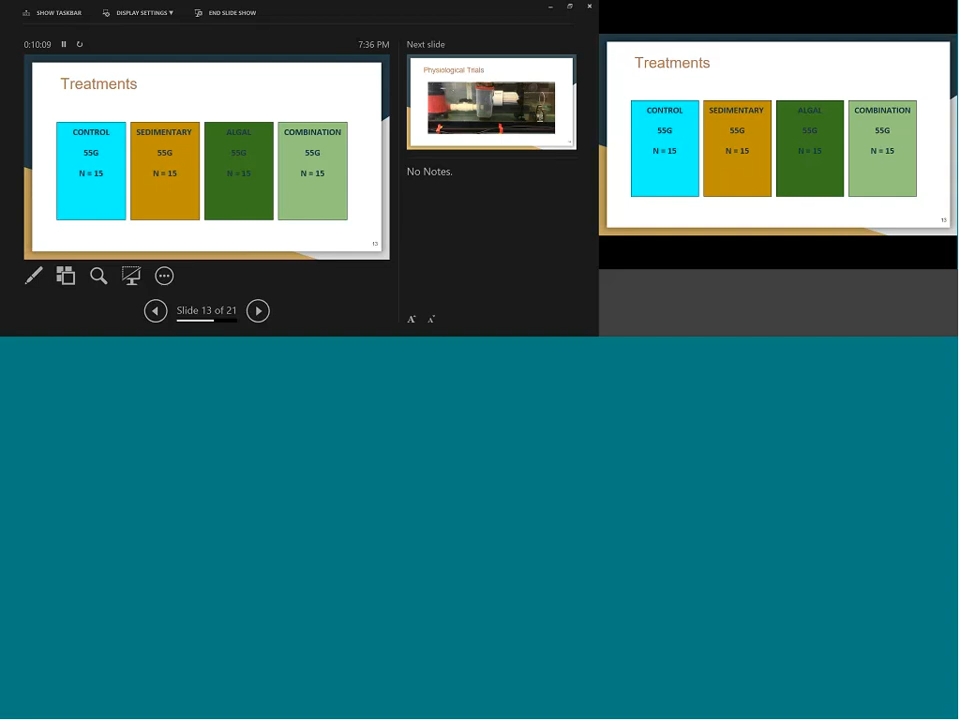 SHOW TASKBAR DISPLAY SETTINGS ▼ END SLIDE SHOW
0:10:09 7:36 PM
Treatments
CONTROL SEDIMENTARY ALGAL COMBINATION
55G 55G 55G 55G
N = 15 N = 15 N = 15 N = 15
13
Slide 13 of 21
Next slide
Physiological Trials
No Notes.
A A
Treatments
CONTROL SEDIMENTARY ALGAL COMBINATION
55G 55G 55G 55G
N = 15 N = 15 N = 15 N = 15
13